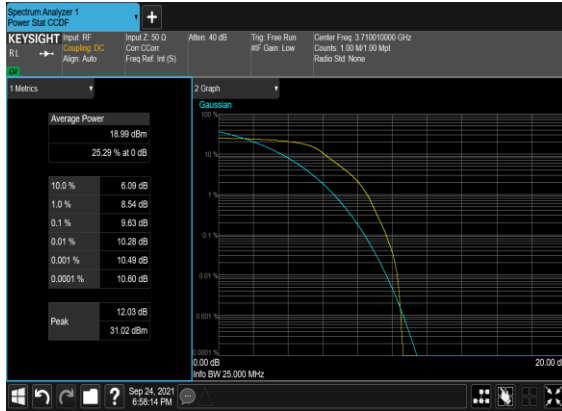 Spectrum Analyzer 1
Power Stat CCDF
+
KEYSIGHT
RL
LU
Input: RF
Coupling: DC
Align: Auto
Input Z: 50 Ω
Corr CCorr
Freq Ref: Int (S)
Atten: 40 dB
Trig: Free Run
#IF Gain: Low
Center Freq: 3.710010000 GHz
Counts: 1.00 M/1.00 Mpt
Radio Std: None
1 Metrics
Average Power
18.99 dBm
25.29 % at 0 dB
10.0 % 6.09 dB
1.0 % 8.54 dB
0.1 % 9.63 dB
0.01 % 10.28 dB
0.001 % 10.49 dB
0.0001 % 10.60 dB
Peak
12.03 dB
31.02 dBm
2 Graph
Gaussian
100 %
10 %
1 %
0.1 %
0.01 %
0.001 %
0.0001 %
0.00 dB
20.00 d
Info BW 25.000 MHz
?
Sep 24, 2021
6:58:14 PM